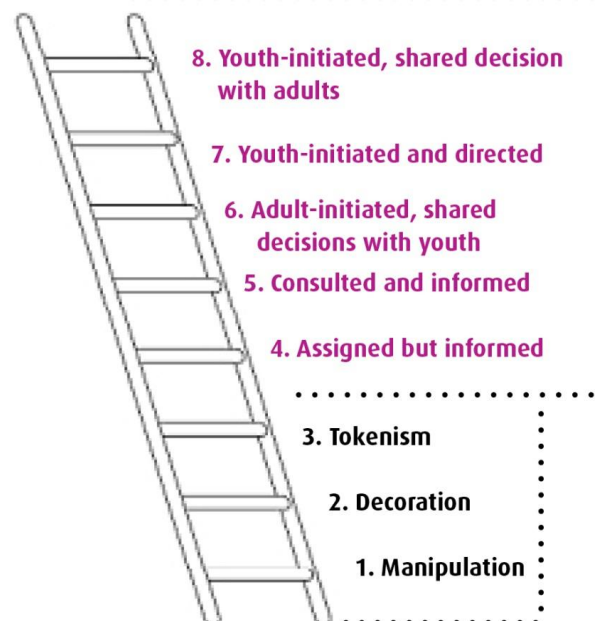 8. Youth-initiated, shared decision
with adults
7. Youth-initiated and directed
6. Adult-initiated, shared
decisions with youth
5. Consulted and informed
4. Assigned but informed
3. Tokenism
2. Decoration
1. Manipulation